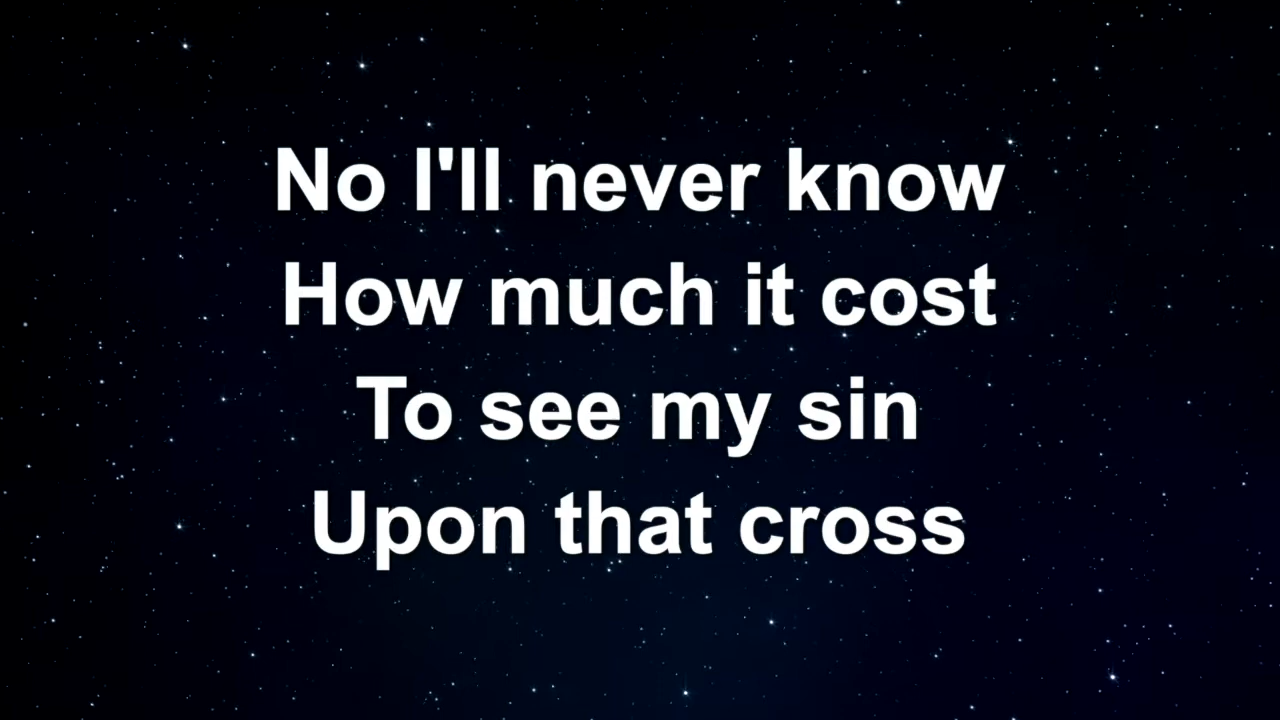 No I'll never know
How much it cost
To see my sin
Upon that cross